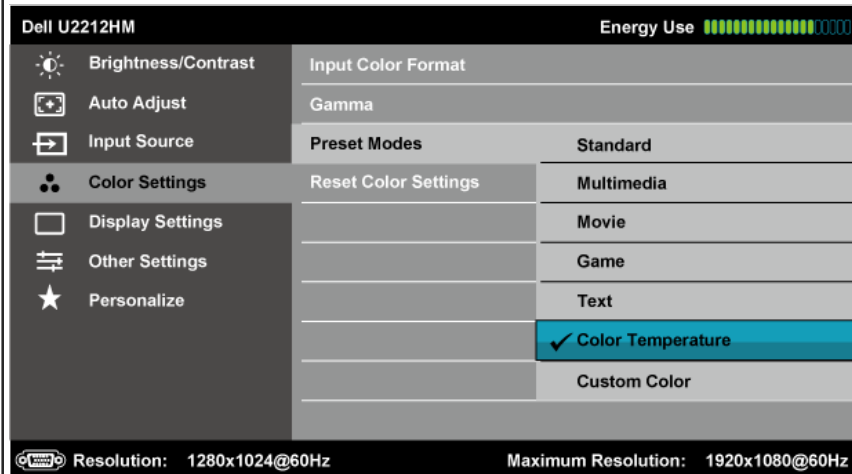 Dell U2212HM Energy Use
Brightness/Contrast Input Color Format
Auto Adjust Gamma
Input Source Preset Modes Standard
Color Settings Reset Color Settings Multimedia
Display Settings Movie
Other Settings Game
Personalize Text
Color Temperature
Custom Color
Resolution: 1280x1024@60Hz Maximum Resolution: 1920x1080@60Hz